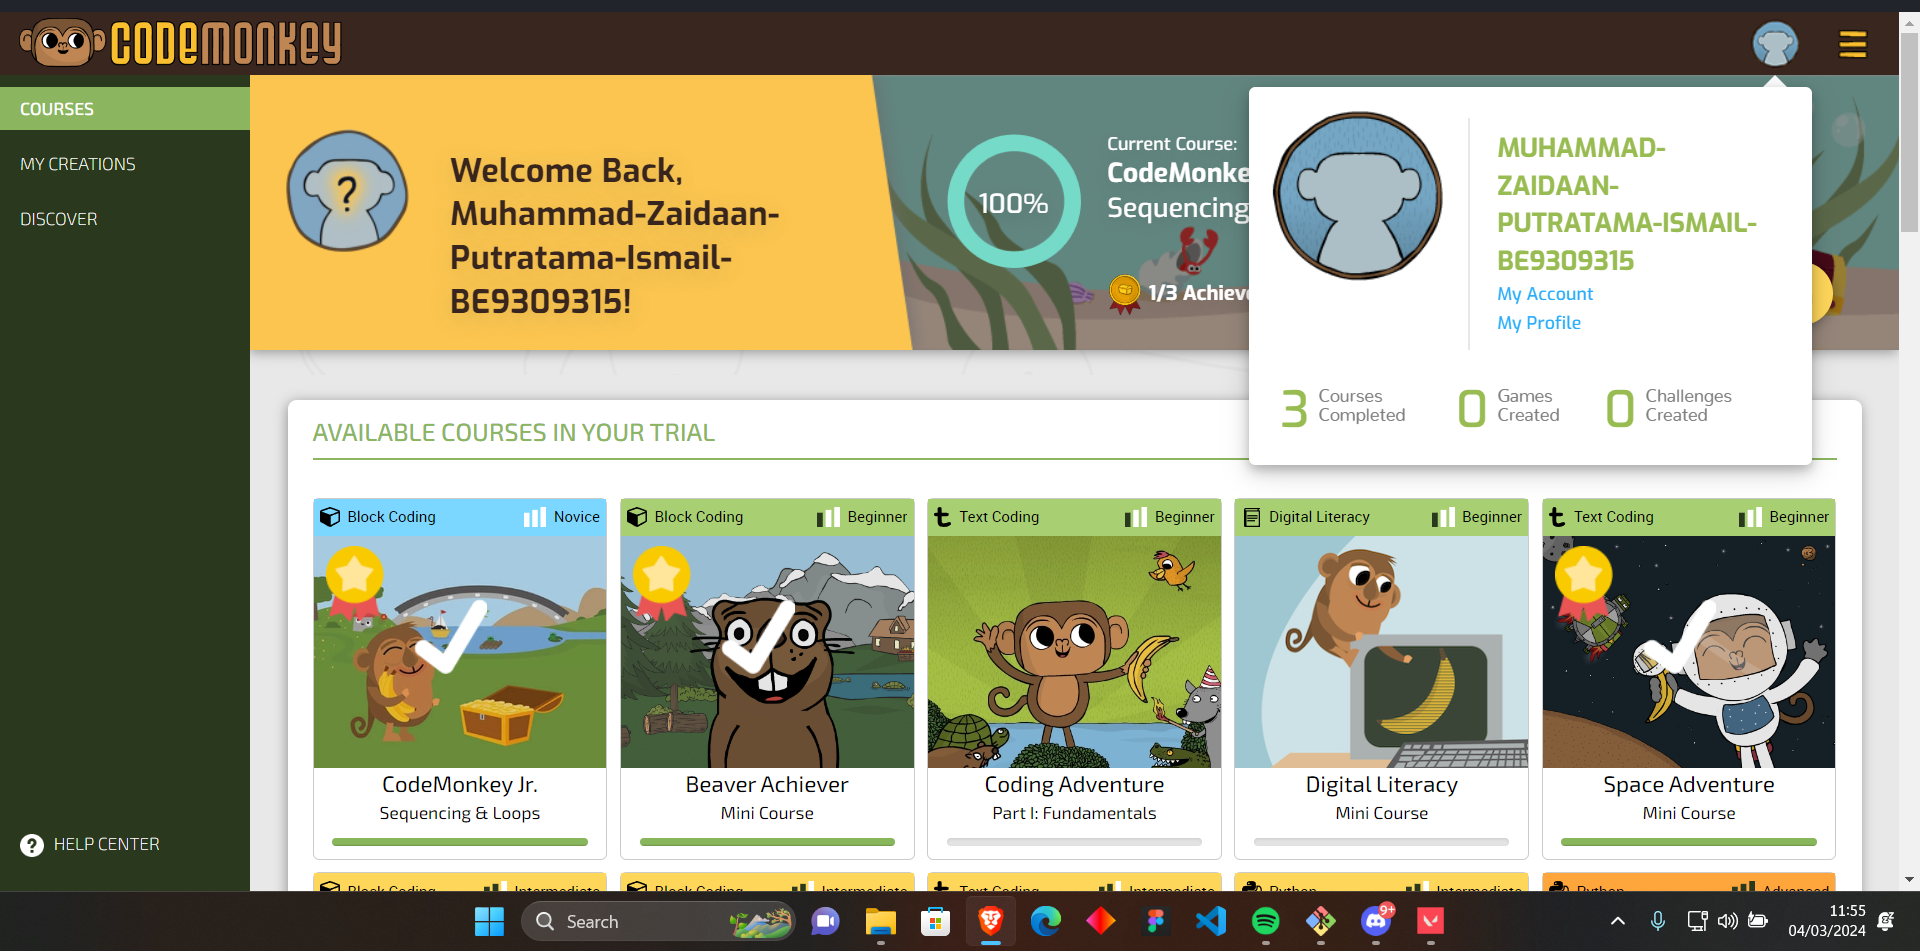 CODEMONKEY
COURSES
MY CREATIONS
DISCOVER
HELP CENTER
Welcome Back,
Muhammad-Zaidaan-
Putratama-Ismail-
BE9309315!
100%
Current Course:
CodeMonke
Sequencing
1/3 Achieve
MUHAMMAD-
ZAIDAAN-
PUTRATAMA-ISMAIL-
BE9309315
My Account
My Profile
3 Courses
Completed
0 Games
Created
0 Challenges
Created
AVAILABLE COURSES IN YOUR TRIAL
Block Coding Novice
CodeMonkey Jr.
Sequencing & Loops
Block Coding Beginner
Beaver Achiever
Mini Course
Text Coding Beginner
Coding Adventure
Part I: Fundamentals
Digital Literacy Beginner
Digital Literacy
Mini Course
Text Coding Beginner
Space Adventure
Mini Course
Block Coding Intermediate
Block Coding Intermediate
Text Coding Intermediate
Python Intermediate
Python Advanced
Search
9+
11:55
04/03/2024